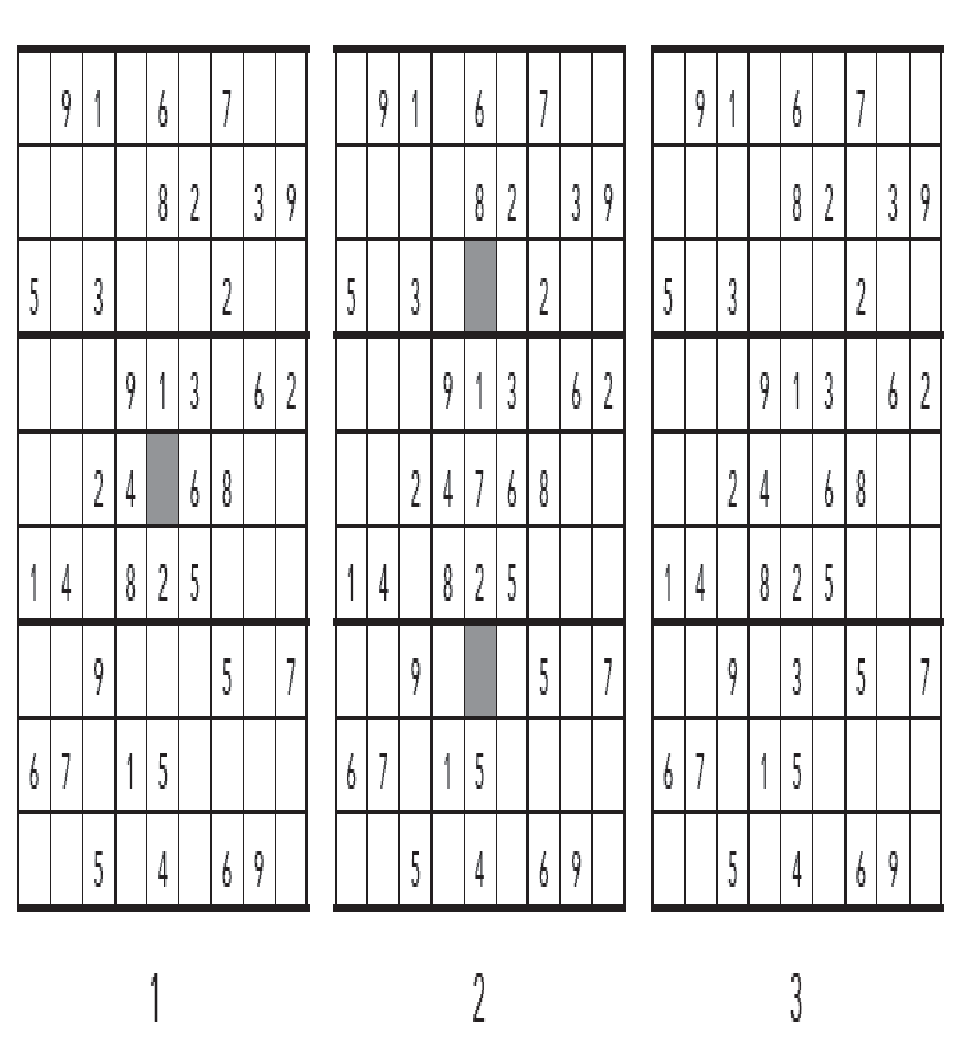 9 1 6 7 9 1 6 7 9 1 6 7
8 2 3 9 8 2 3 9 8 2 3 9
5 3 2 5 3 2 5 3 2
9 1 3 6 2 9 1 3 6 2 9 1 3 6 2
2 4 6 8 2 4 7 6 8 2 4 6 8
1 4 8 2 5 1 4 8 2 5 1 4 8 2 5
9 5 7 9 5 7 9 3 5 7
6 7 1 5 6 7 1 5 6 7 1 5
5 4 6 9 5 4 6 9 5 4 6 9
1 2 3